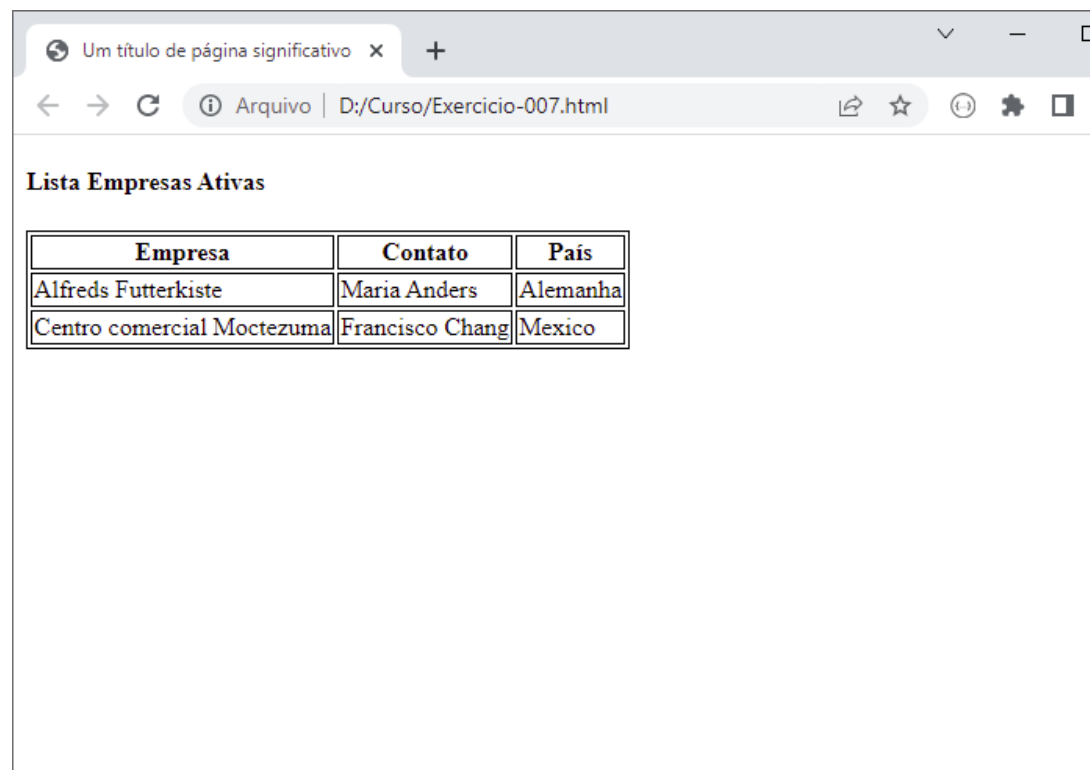 Um título de página significativo
Arquivo D:/Curso/Exercicio-007.html
Lista Empresas Ativas
Empresa Contato País
Alfreds Futterkiste Maria Anders Alemanha
Centro comercial Moctezuma Francisco Chang Mexico